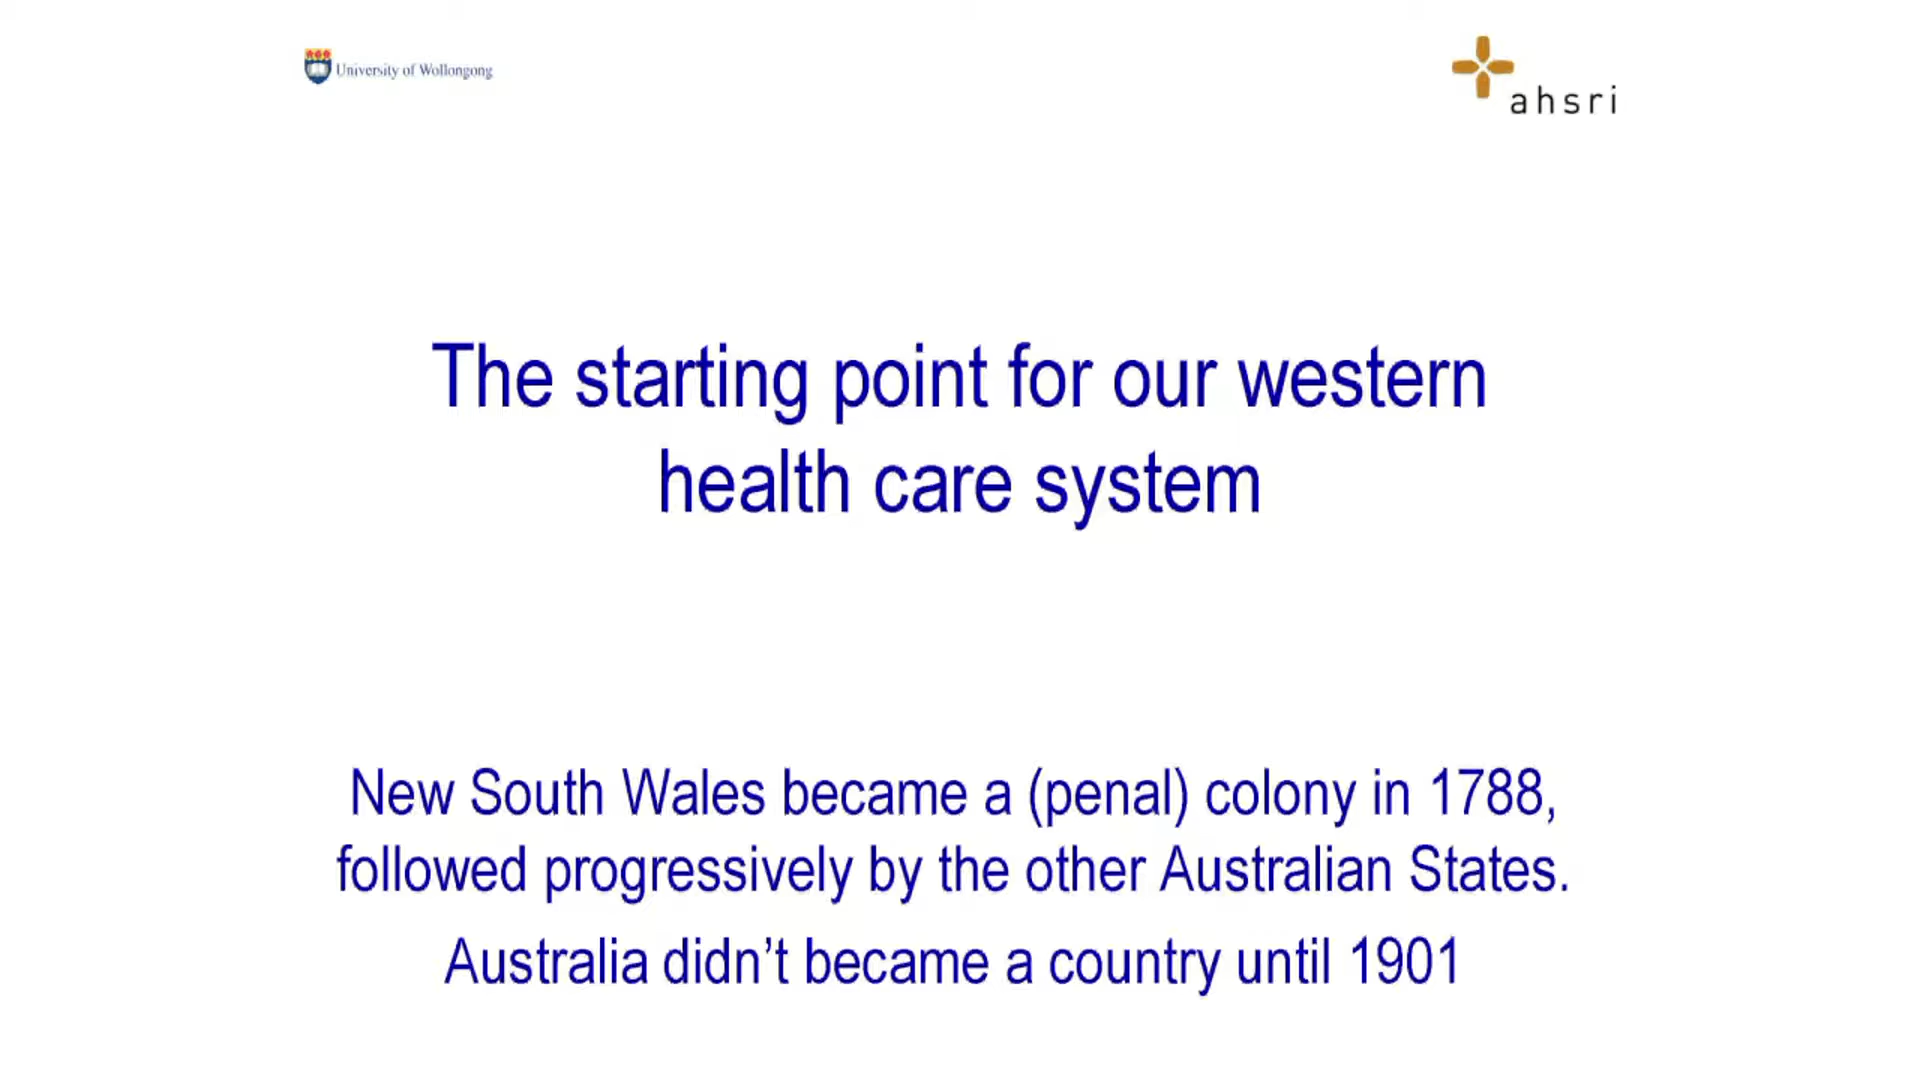 University of Wollongong
ahsri
The starting point for our western
health care system
New South Wales became a (penal) colony in 1788,
followed progressively by the other Australian States.
Australia didn’t became a country until 1901